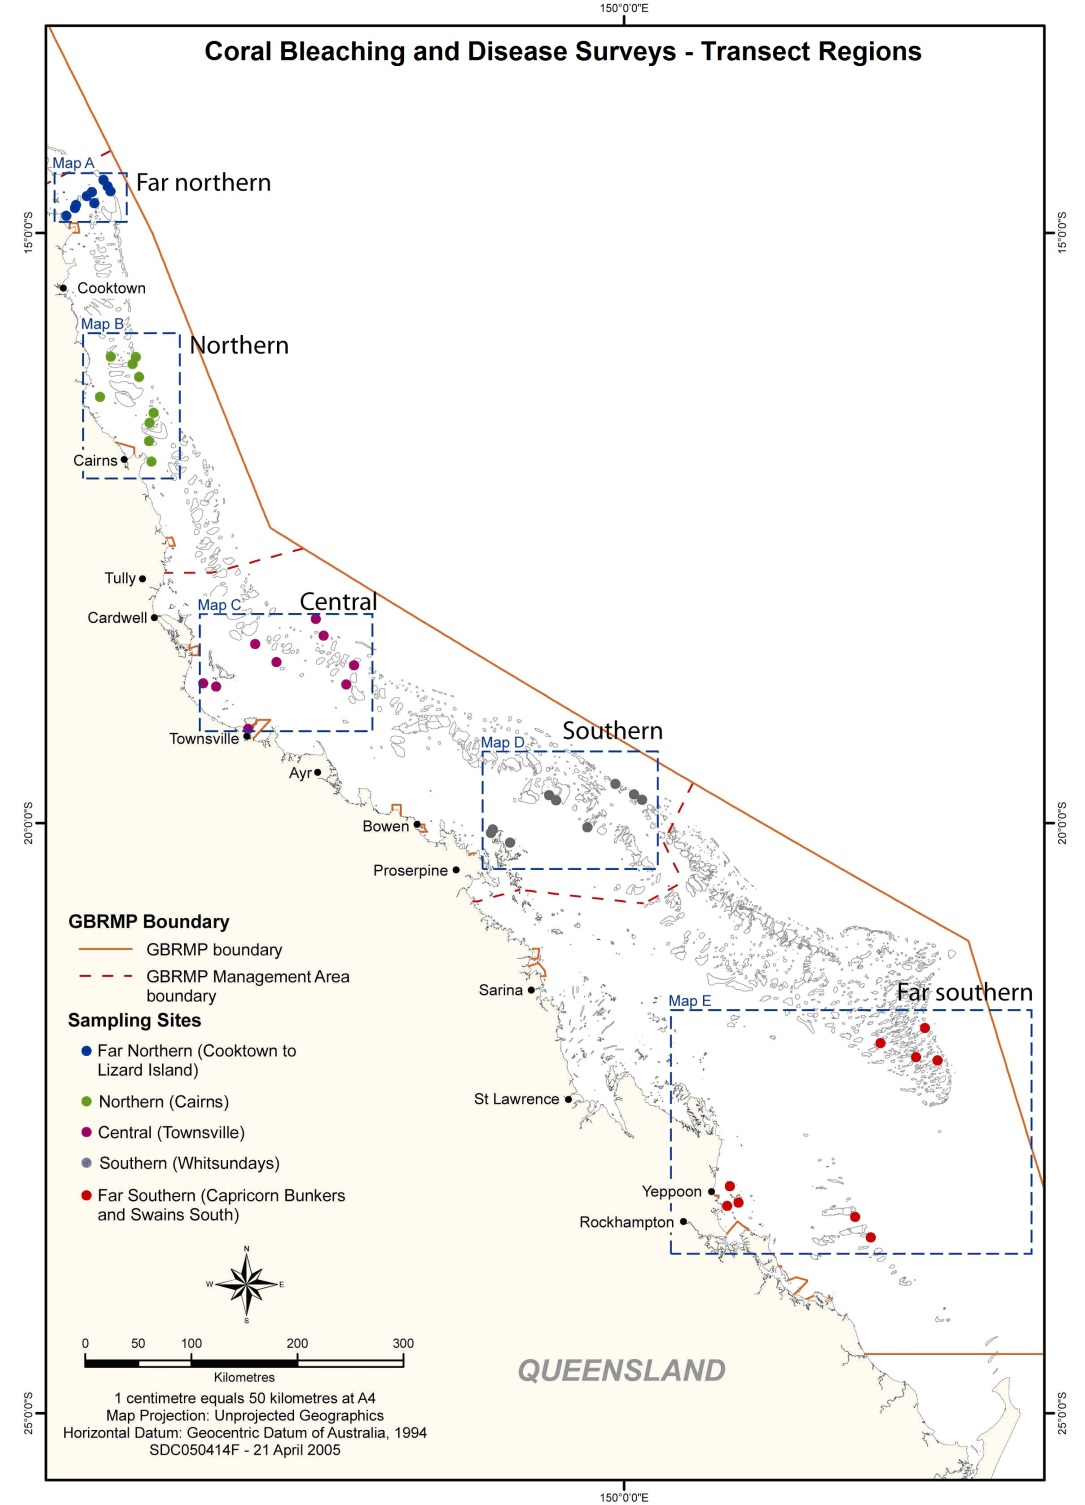 150°0'0"E
Coral Bleaching and Disease Surveys - Transect Regions
Map A
Far northern
15°0'0"S
15°0'0"S
Cooktown
Map B
Northern
Cairns
Tully
Cardwell
Map C
Central
Townsville
Ayr
Southern
Map D
20°0'0"S
20°0'0"S
Bowen
Proserpine
GBRMP Boundary
GBRMP boundary
GBRMP Management Area
boundary
Sarina
Far southern
Map E
Sampling Sites
Far Northern (Cooktown to
Lizard Island)
Northern (Cairns)
St Lawrence
Central (Townsville)
Southern (Whitsundays)
Far Southern (Capricorn Bunkers
and Swains South)
Yeppoon
Rockhampton
N
W
E
S
0 50 100 200 300
Kilometres
QUEENSLAND
1 centimetre equals 50 kilometres at A4
Map Projection: Unprojected Geographics
Horizontal Datum: Geocentric Datum of Australia, 1994
SDC050414F - 21 April 2005
25°0'0"S
25°0'0"S
150°0'0"E